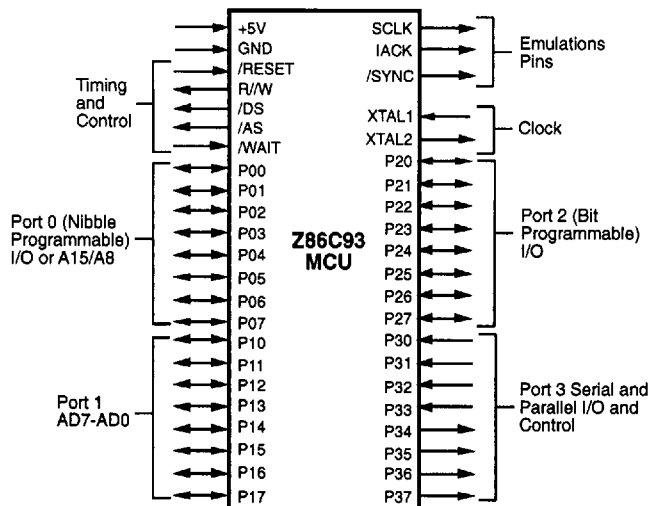 +5V
GND
/RESET
R//W
/DS
/AS
/WAIT
P00
P01
P02
P03
P04
P05
P06
P07
P10
P11
P12
P13
P14
P15
P16
P17
Timing
and
Control
Port 0 (Nibble
Programmable)
I/O or A15/A8
Port 1
AD7-AD0
Z86C93
MCU
SCLK
IACK
/SYNC
XTAL1
XTAL2
P20
P21
P22
P23
P24
P25
P26
P27
P30
P31
P32
P33
P34
P35
P36
P37
Emulations
Pins
Clock
Port 2 (Bit
Programmable)
I/O
Port 3 Serial and
Parallel I/O and
Control